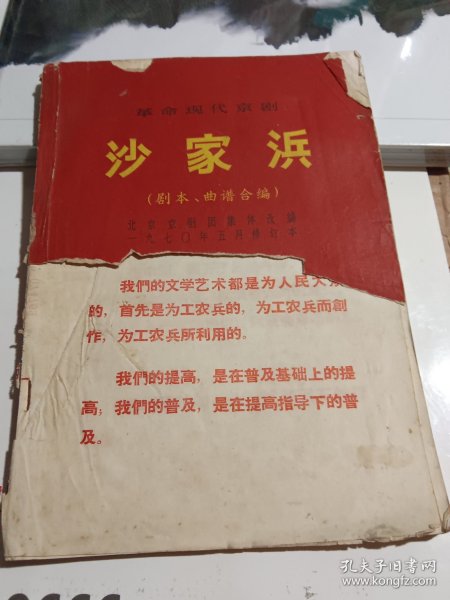 革命现代京剧
沙家浜
(剧本、曲谱合编)
北京京剧团集体改编
一九七〇年五月修订本
我們的文学艺术都是为人民大
的，首先是为工农兵的，为工农兵而創
作，为工农兵所利用的。
我們的提高，是在普及基础上的提
高；我們的普及，是在提高指导下的普
及。
孔夫子旧书网
www.kongfz.com